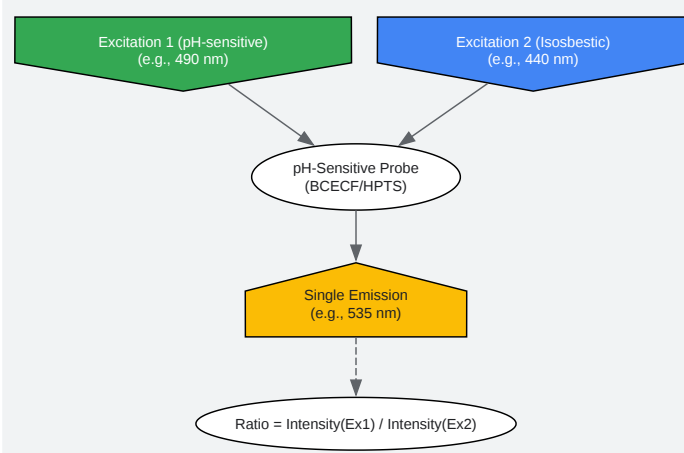 Excitation 1 (pH-sensitive)
(e.g., 490 nm)
Excitation 2 (Isosbestic)
(e.g., 440 nm)
pH-Sensitive Probe
(BCECF/HPTS)
Single Emission
(e.g., 535 nm)
Ratio = Intensity(Ex1) / Intensity(Ex2)